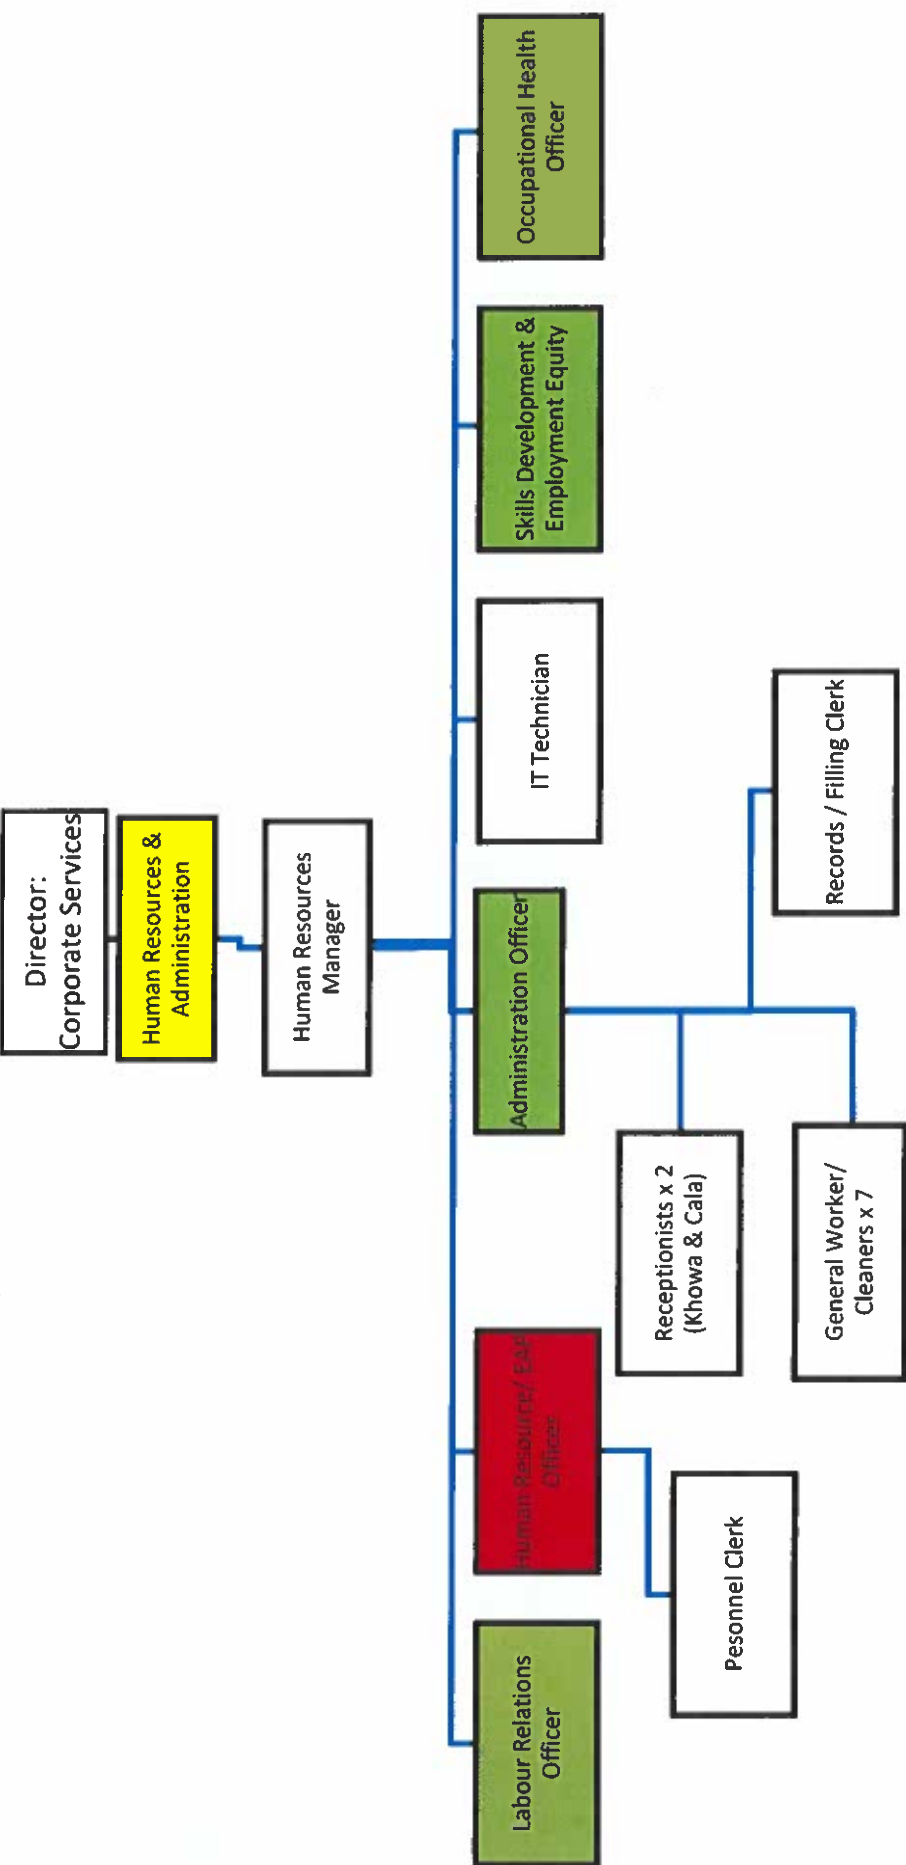 Director:
Corporate Services
Human Resources &
Administration
Human Resources
Manager
Labour Relations
Officer
Human Resource/ EAP
Officer
Administration Officer
IT Technician
Skills Development &
Employment Equity
Occupational Health
Officer
Pesonnel Clerk
Receptionists x 2
(Khowa & Cala)
General Worker/
Cleaners x 7
Records / Filling Clerk